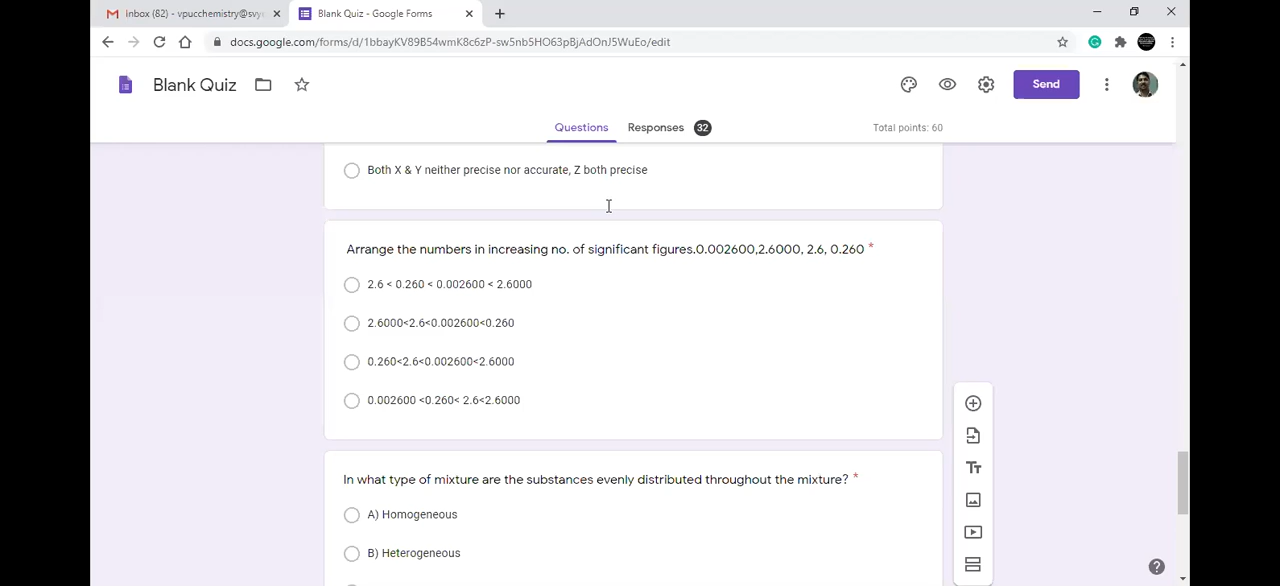 Inbox (82) - vpucchemistry@svy
Blank Quiz - Google Forms
docs.google.com/forms/d/1bbayKV89B54wmK8c6zP-sw5nb5HO63pBjAdOnJ5WuEo/edit
Blank Quiz
Send
Questions
Responses 32
Total points: 60
Both X & Y neither precise nor accurate, Z both precise
Arrange the numbers in increasing no. of significant figures.0.002600,2.6000, 2.6, 0.260 *
2.6 < 0.260 < 0.002600 < 2.6000
2.6000<2.6<0.002600<0.260
0.260<2.6<0.002600<2.6000
0.002600 <0.260< 2.6<2.6000
Tт
In what type of mixture are the substances evenly distributed throughout the mixture? *
A) Homogeneous
B) Heterogeneous